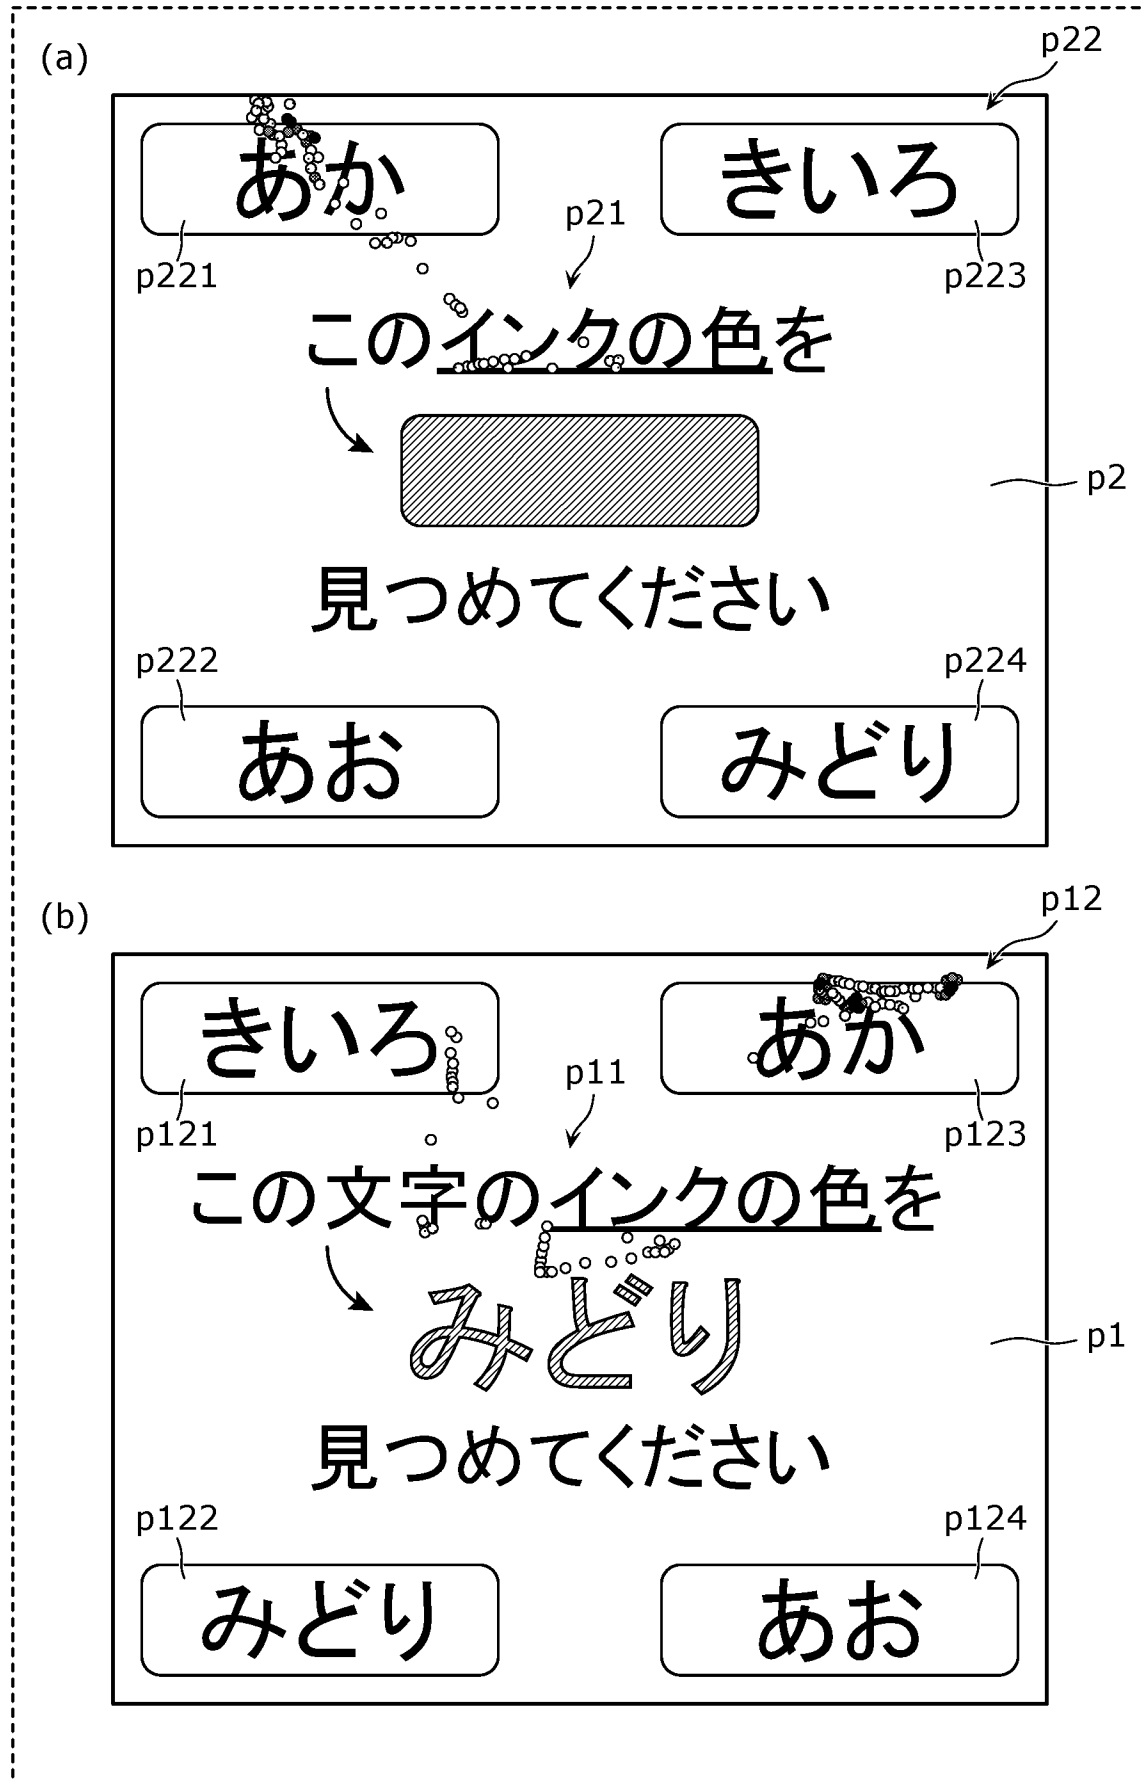 (a)
p22
あか
きいろ
p21
p221
p223
このインクの色を
p2
見つめてください
p222
p224
あお
みどり
(b)
p12
きいろ
あか
p11
p121
p123
この文字のインクの色を
みどり
p1
見つめてください
p122
p124
みどり
あお